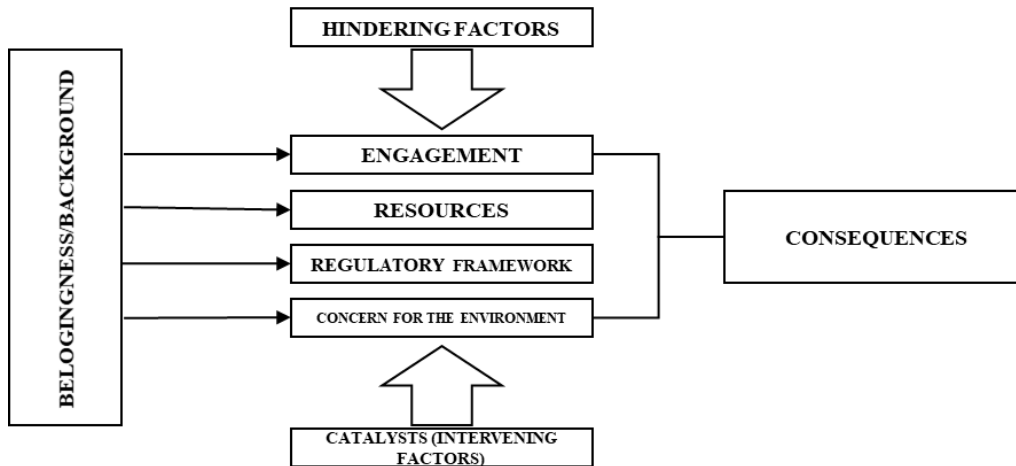 HINDERING FACTORS
BELOGINGNESS/BACKGROUND
ENGAGEMENT
RESOURCES
REGULATORY FRAMEWORK
CONCERN FOR THE ENVIRONMENT
CONSEQUENCES
CATALYSTS (INTERVENING
FACTORS)